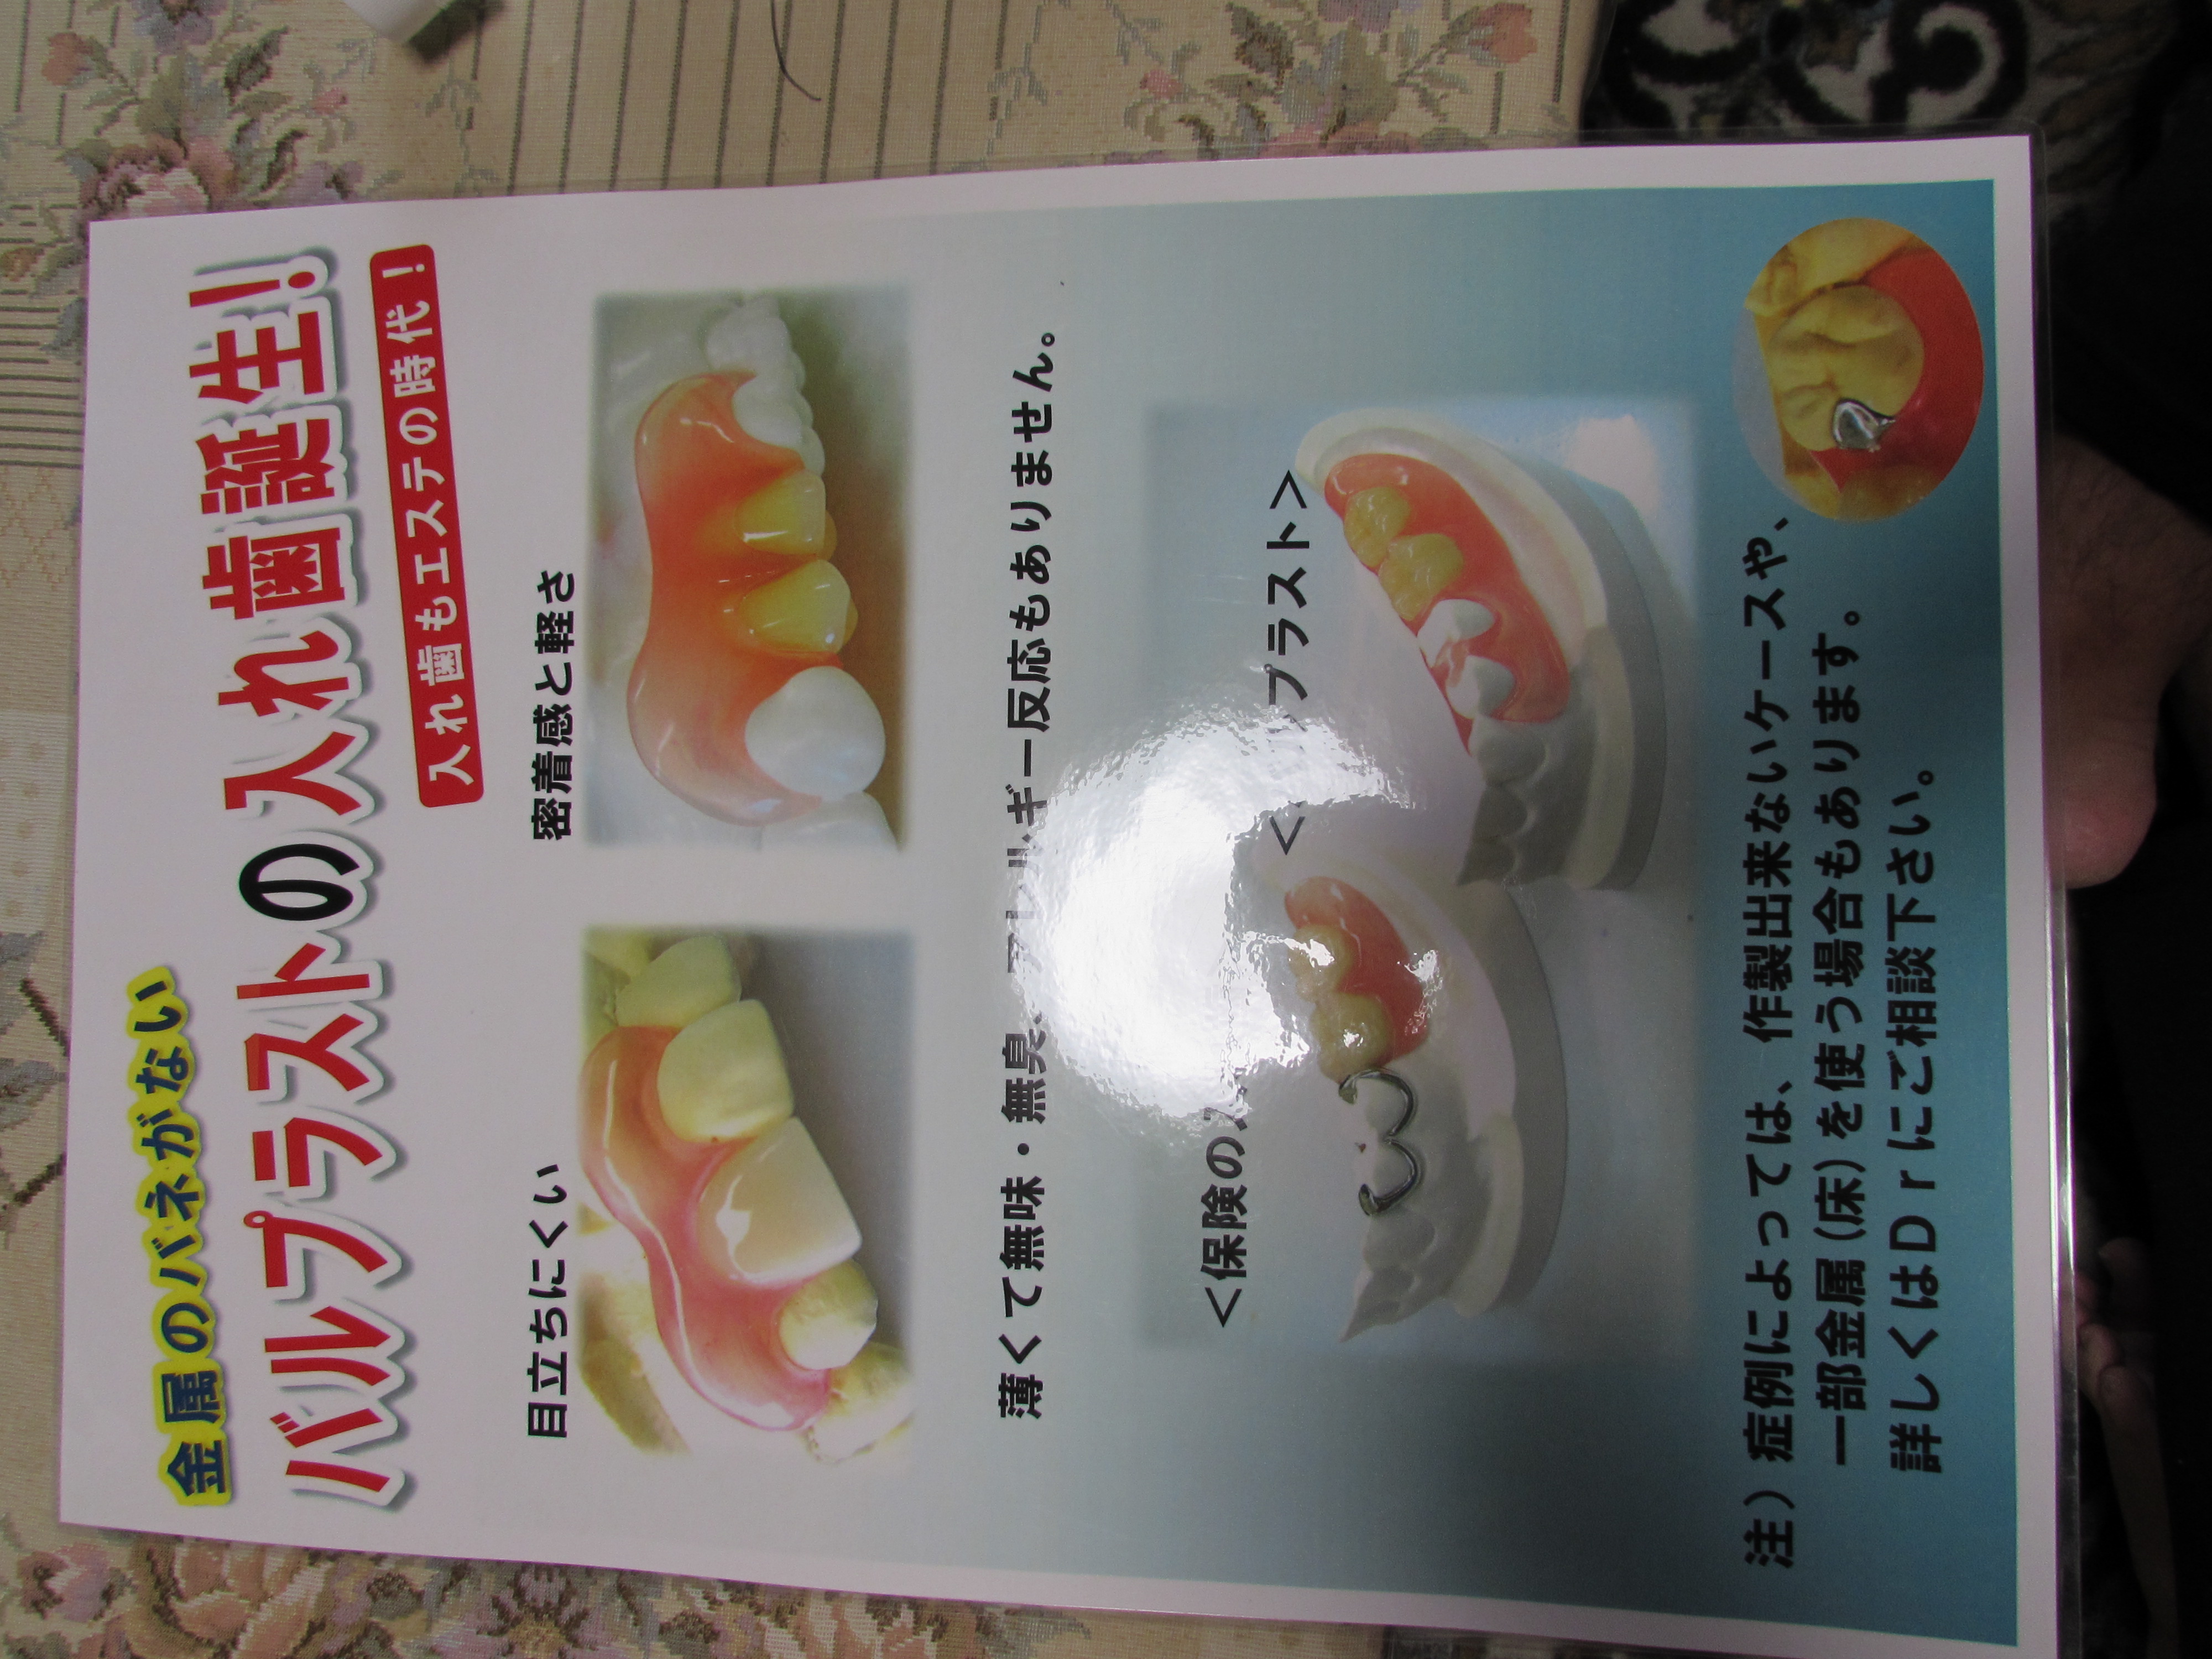 金属のバネがない
バルプラストの入れ歯誕生!
入れ歯もエステの時代!
目立ちにくい
密着感と軽さ
薄くて無味・無臭、アレルギー反応もありません。
<保険の入
<プラスト>
注）症例によっては、作製出来ないケースや、
一部金属(床)を使う場合もあります。
詳しくはDrにご相談下さい。